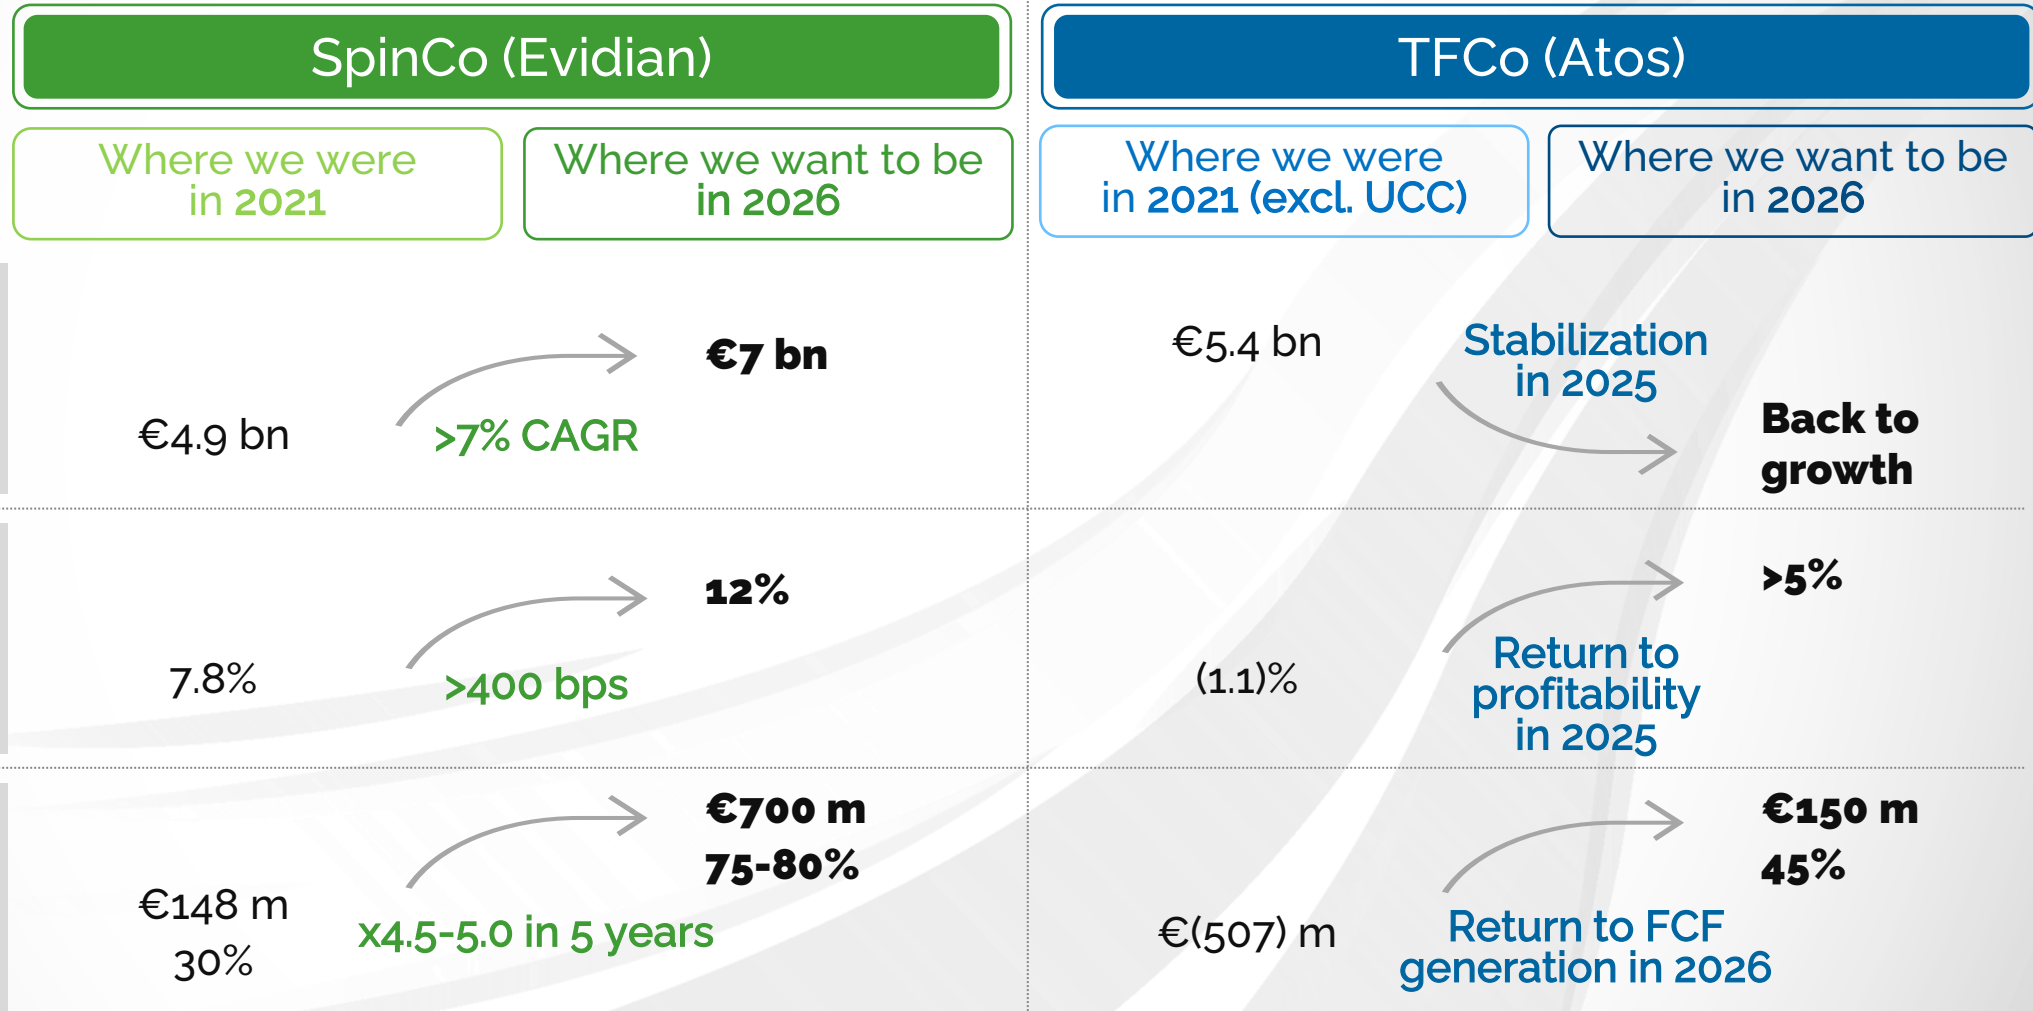 SpinCo (Evidian)
Where we were
in 2021
Where we want to be
in 2026
€4.9 bn
>7% CAGR
€7 bn
7.8%
>400 bps
12%
€148 m
30%
x4.5-5.0 in 5 years
€700 m
75-80%
TFCo (Atos)
Where we were
in 2021 (excl. UCC)
Where we want to be
in 2026
€5.4 bn
Stabilization
in 2025
Back to
growth
(1.1)%
Return to
profitability
in 2025
>5%
€(507) m
Return to FCF
generation in 2026
€150 m
45%